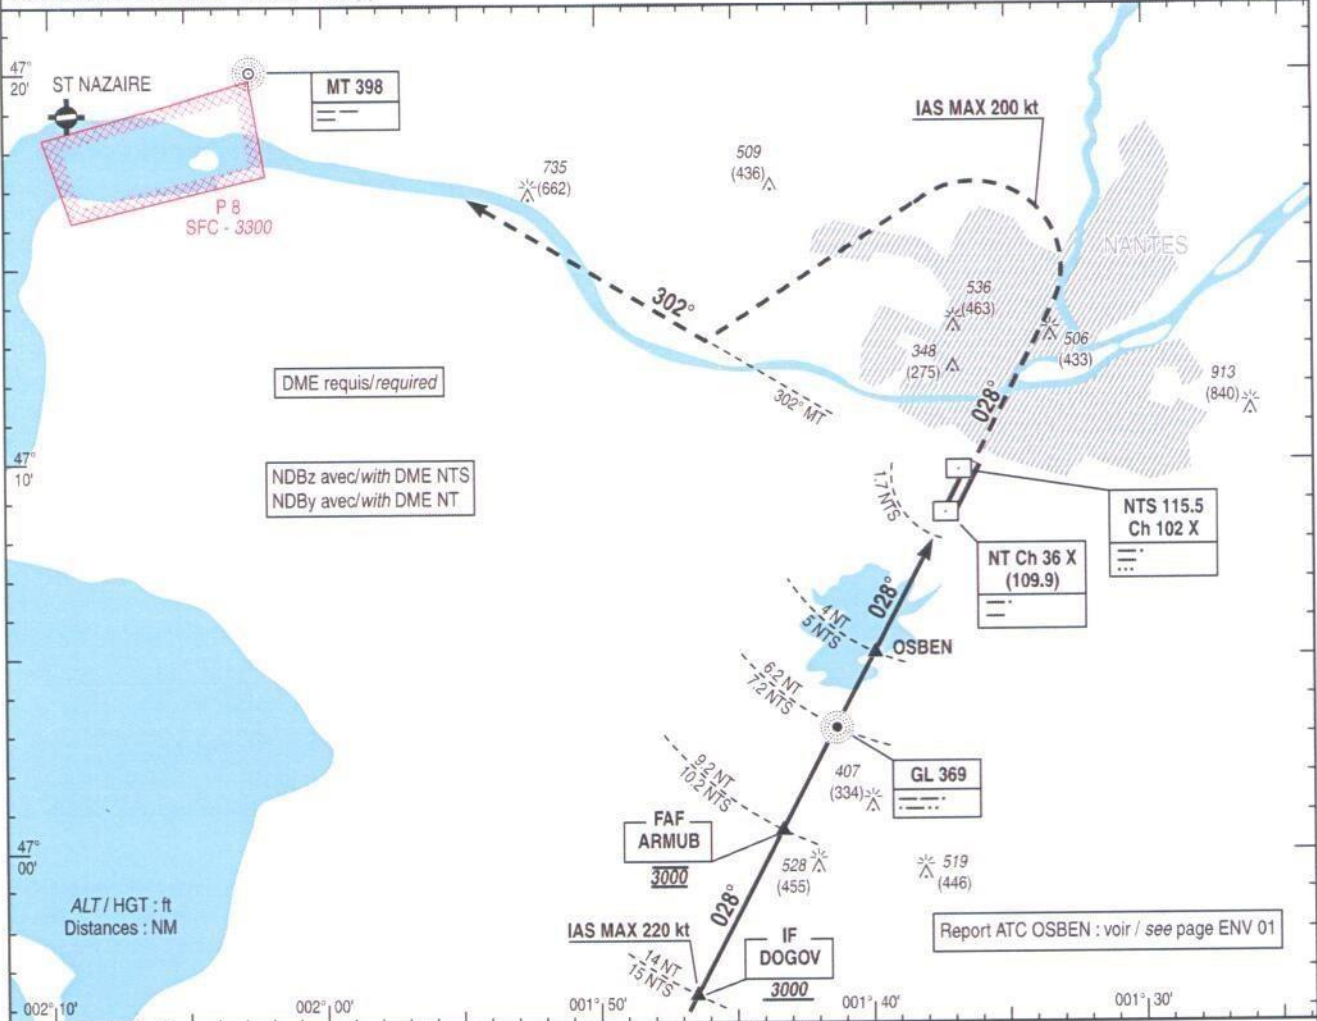 47°
20'
ST NAZAIRE
MT 398
P 8
SFC - 3300
735
(662)
509
(436)
IAS MAX 200 kt
NANTES
536
(463)
506
(433)
348
(275)
913
(840)
302°
302° MT
028°
DME requis/required
47°
10'
NDBz avec/with DME NTS
NDBy avec/with DME NT
1.7 NTS
NTS 115.5
Ch 102 X
NT Ch 36 X
(109.9)
028°
4 NT
5 NTS
OSBEN
6.2 NT
7.2 NTS
GL 369
407
(334)
9.2 NT
10.2 NTS
FAF
ARMUB
3000
528
(455)
519
(446)
47°
00'
028°
ALT / HGT : ft
Distances : NM
IAS MAX 220 kt
IF
DOGOV
3000
14 NT
15 NTS
Report ATC OSBEN : voir / see page ENV 01
002° 10'
002° 00'
001° 50'
001° 40'
001° 30'